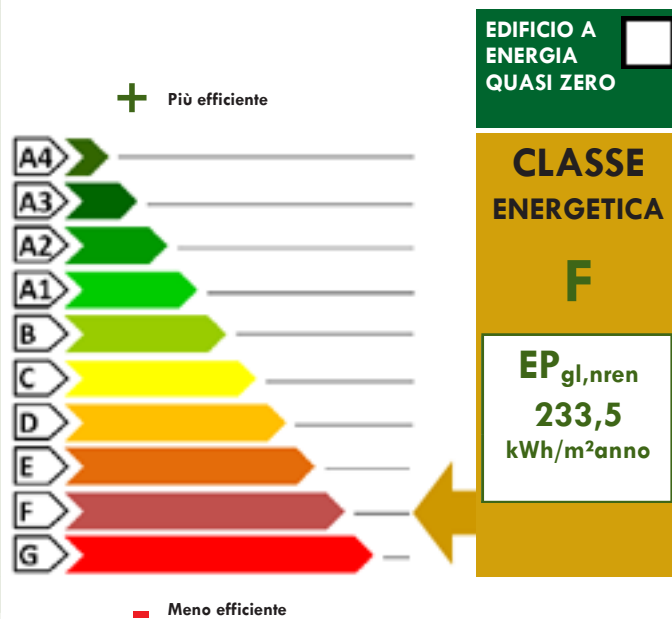 EDIFICIO A
ENERGIA
QUASI ZERO
+ Più efficiente
A4
A3
A2
A1
B
C
D
E
F
G
- Meno efficiente
CLASSE
ENERGETICA
F
EPgl,nren
233,5
kWh/m²anno